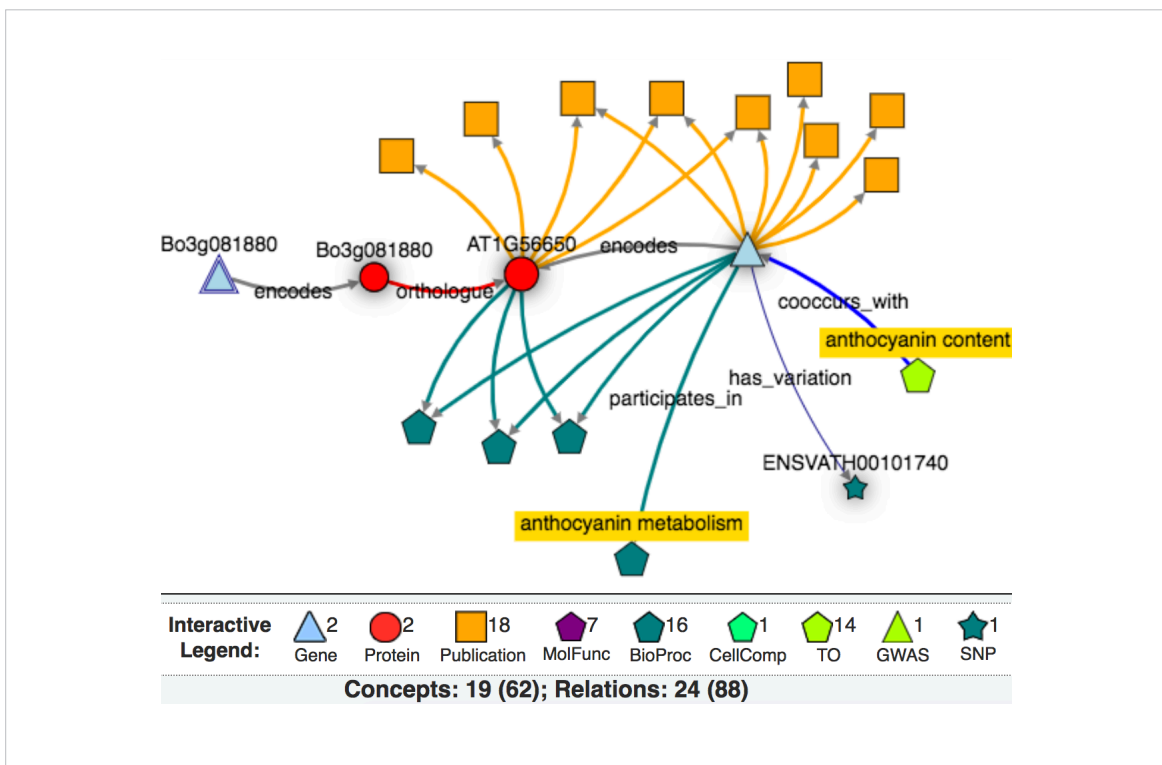 Bo3g081880
Bo3g081880
AT1G56650
encodes
encodes
orthologue
cooccurs_with
anthocyanin content
has_variation
participates_in
ENSVATH00101740
anthocyanin metabolism
Interactive Legend:
2 Gene
2 Protein
18 Publication
7 MolFunc
16 BioProc
1 CellComp
14 TO
1 GWAS
1 SNP
Concepts: 19 (62); Relations: 24 (88)